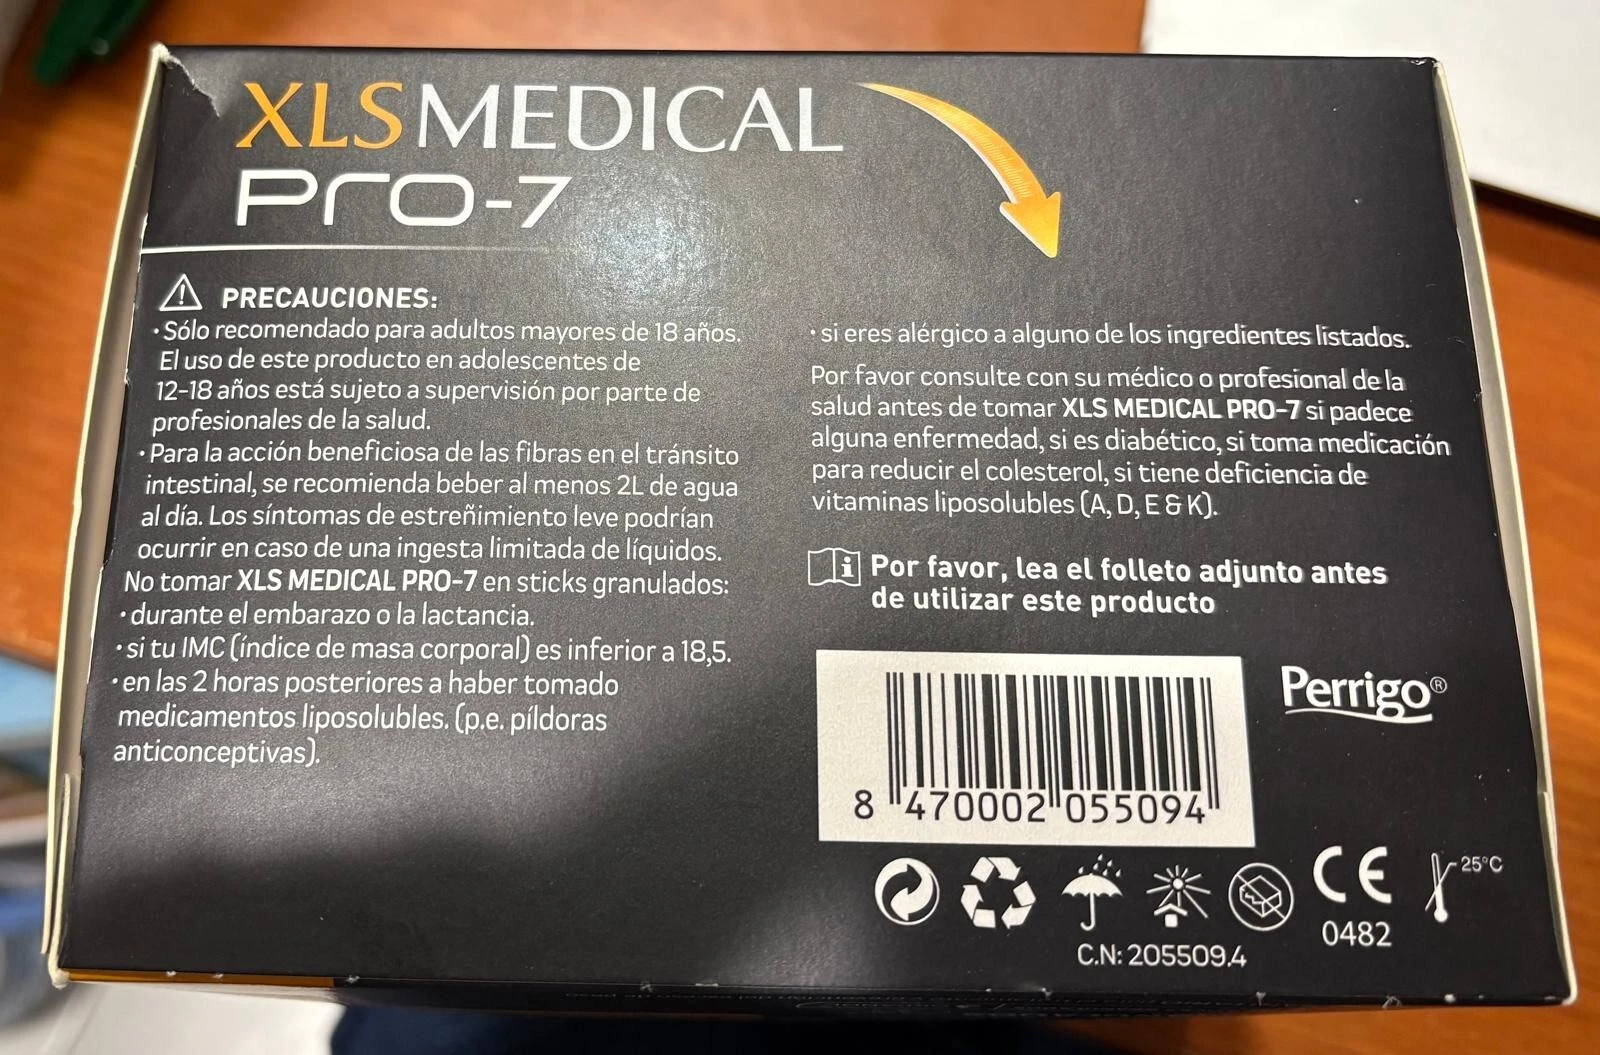 XLS MEDICAL
Pro-7
PRECAUCIONES:
· Sólo recomendado para adultos mayores de 18 años.
El uso de este producto en adolescentes de
12-18 años está sujeto a supervisión por parte de
profesionales de la salud.
· Para la acción beneficiosa de las fibras en el tránsito
intestinal, se recomienda beber al menos 2L de agua
al día. Los síntomas de estreñimiento leve podrían
ocurrir en caso de una ingesta limitada de líquidos.
No tomar XLS MEDICAL PRO-7 en sticks granulados:
· durante el embarazo o la lactancia.
· si tu IMC (índice de masa corporal) es inferior a 18,5.
· en las 2 horas posteriores a haber tomado
medicamentos liposolubles. (p.e. píldoras
anticonceptivas).
· si eres alérgico a alguno de los ingredientes listados.
Por favor consulte con su médico o profesional de la
salud antes de tomar XLS MEDICAL PRO-7 si padece
alguna enfermedad, si es diabético, si toma medicación
para reducir el colesterol, si tiene deficiencia de
vitaminas liposolubles (A, D, E & K).
i Por favor, lea el folleto adjunto antes
de utilizar este producto
Perrigo®
8 470002 055094
CE
0482
25°C
C.N: 205509.4